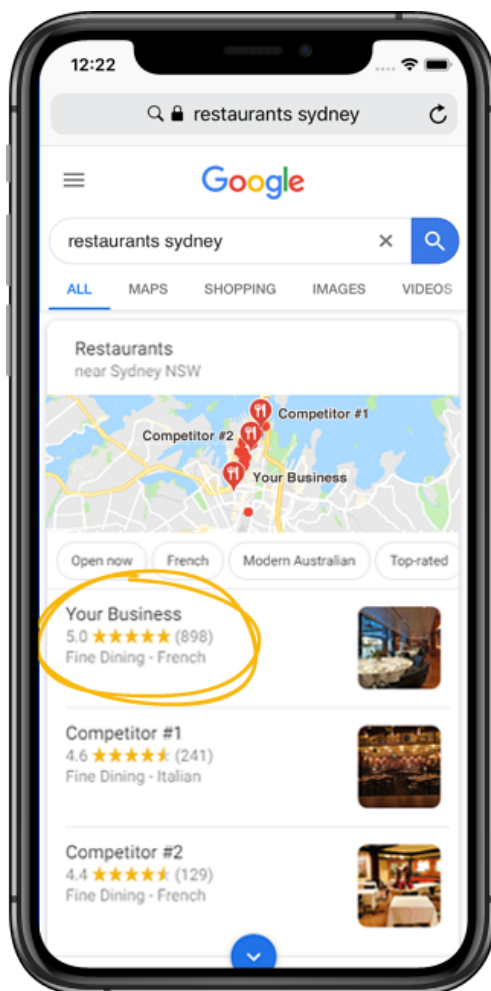 12:22
restaurants sydney
Google
restaurants sydney
ALL MAPS SHOPPING IMAGES VIDEOS
Restaurants
near Sydney NSW
Competitor #1
Competitor #2
Your Business
Open now French Modern Australian Top-rated
Your Business
5.0 ★★★★★ (898)
Fine Dining - French
Competitor #1
4.6 ★★★★★ (241)
Fine Dining - Italian
Competitor #2
4.4 ★★★★★ (129)
Fine Dining - French